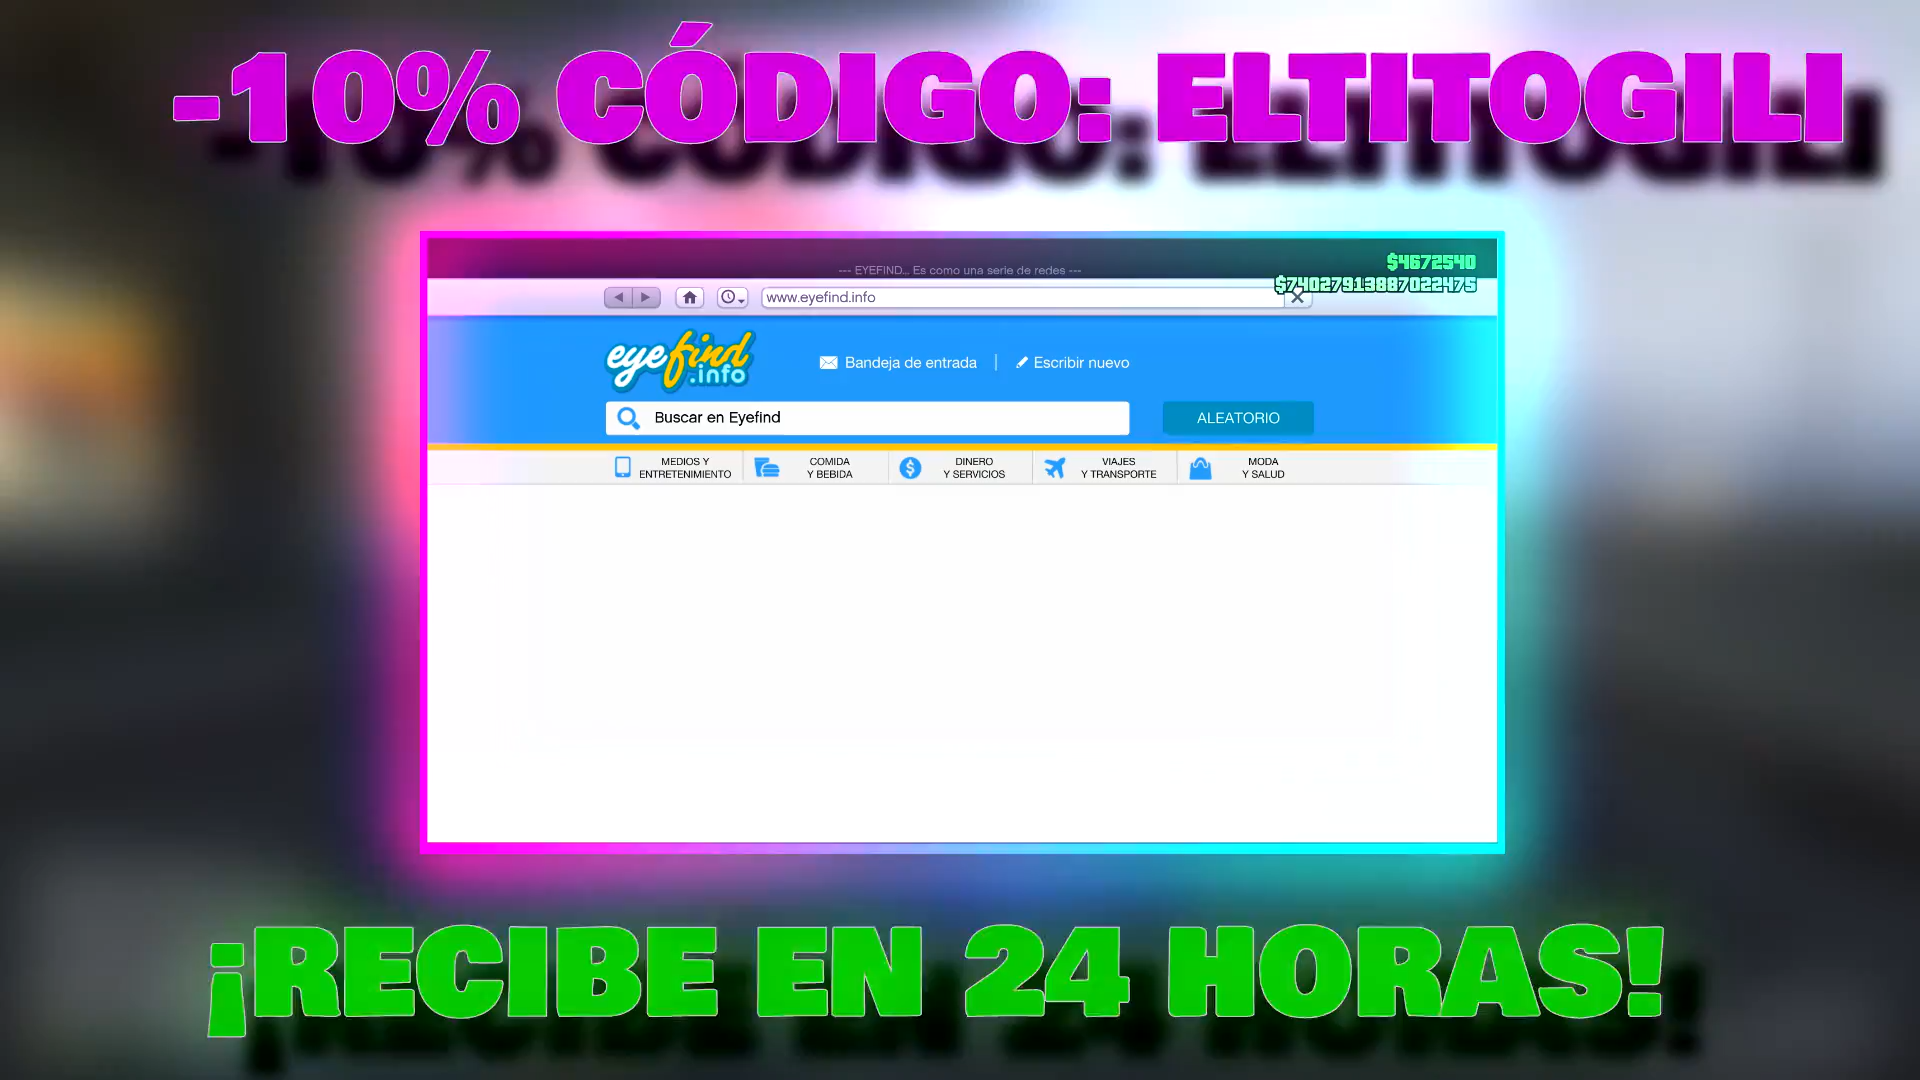 -10% CÓDIGO: ELTITOGILI
--- EYEFIND... Es como una serie de redes ---
$4672540
$74027913887022475
www.eyefind.info
eyefind
.info
Bandeja de entrada | Escribir nuevo
Buscar en Eyefind
ALEATORIO
MEDIOS Y
ENTRETENIMIENTO
COMIDA
Y BEBIDA
DINERO
Y SERVICIOS
VIAJES
Y TRANSPORTE
MODA
Y SALUD
¡RECIBE EN 24 HORAS!